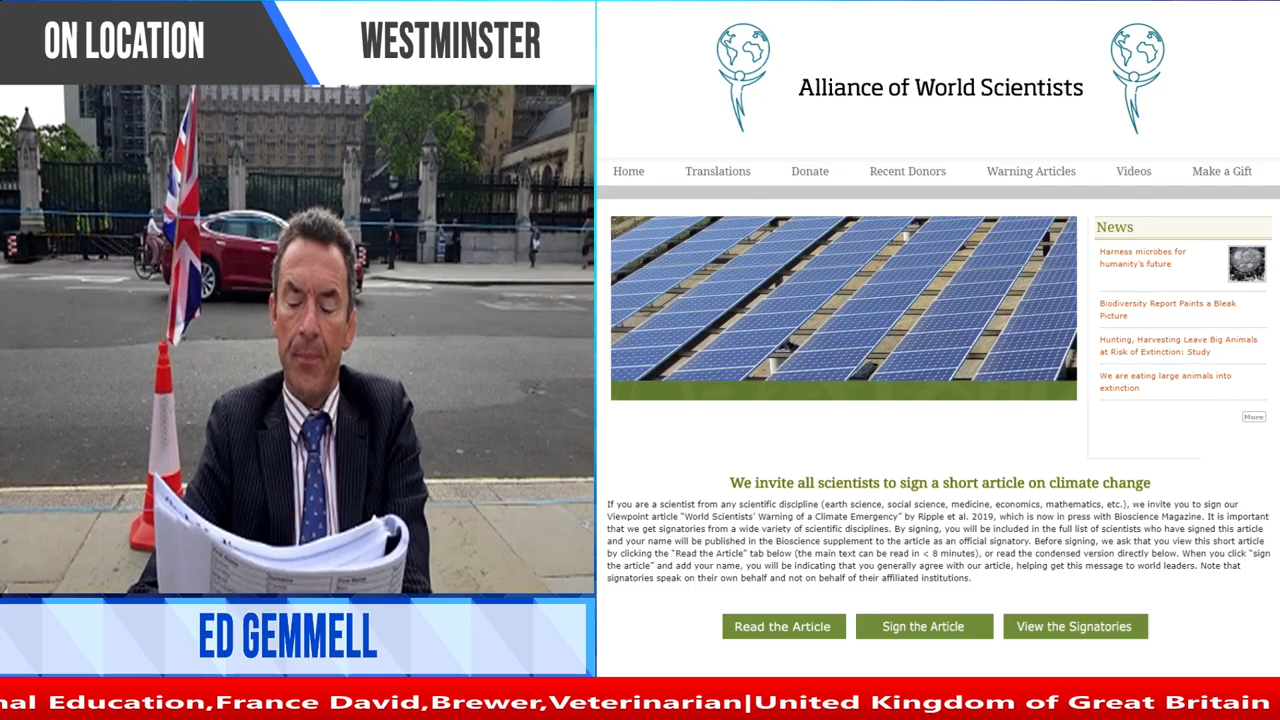 ON LOCATION
WESTMINSTER
Alliance of World Scientists
Home
Translations
Donate
Recent Donors
Warning Articles
Videos
Make a Gift
News
Harness microbes for
humanity's future
Biodiversity Report Paints a Bleak
Picture
Hunting, Harvesting Leave Big Animals
at Risk of Extinction: Study
We are eating large animals into
extinction
More
We invite all scientists to sign a short article on climate change
If you are a scientist from any scientific discipline (earth science, social science, medicine, economics, mathematics, etc.), we invite you to sign our
Viewpoint article "World Scientists' Warning of a Climate Emergency" by Ripple et al. 2019, which is now in press with Bioscience Magazine. It is important
that we get signatories from a wide variety of scientific disciplines. By signing, you will be included in the full list of scientists who have signed this article
and your name will be published in the Bioscience supplement to the article as an official signatory. Before signing, we ask that you view this short article
by clicking the "Read the Article" tab below (the main text can be read in < 8 minutes), or read the condensed version directly below. When you click "sign
the article" and add your name, you will be indicating that you generally agree with our article, helping get this message to world leaders. Note that
signatories speak on their own behalf and not on behalf of their affiliated institutions.
Read the Article
Sign the Article
View the Signatories
ED GEMMELL
nal Education,France David,Brewer,Veterinarian|United Kingdom of Great Britain